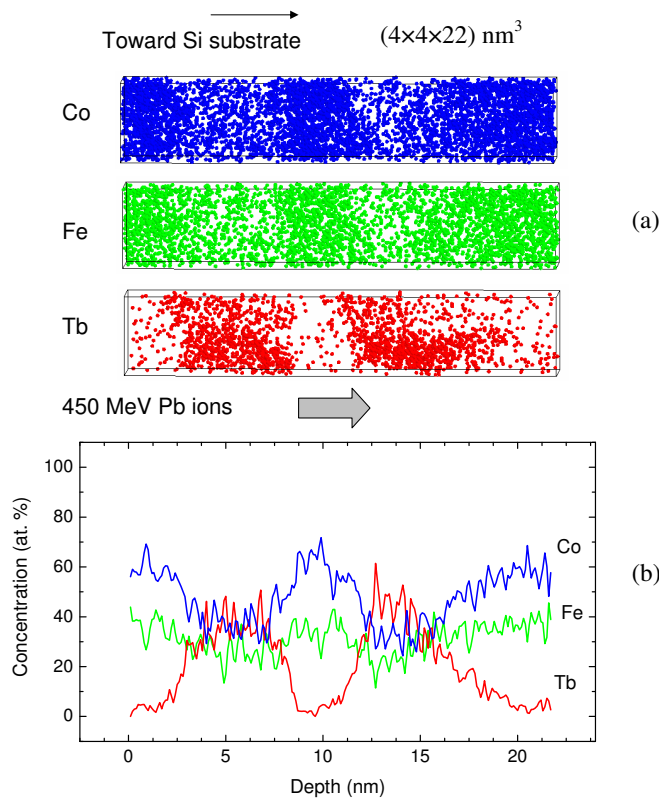 Toward Si substrate
(4×4×22) nm³
Co
Fe
(a)
Tb
450 MeV Pb ions
100
80
60
40
20
0
Concentration (at. %)
Co
Fe
Tb
(b)
0 5 10 15 20
Depth (nm)